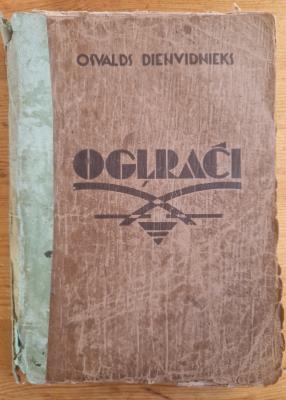 OSVALDS DIENVIDNIEKS
OGĻRAČI